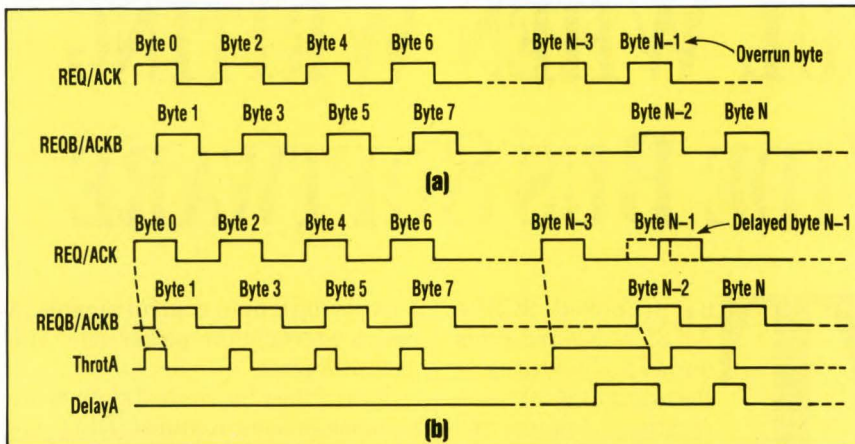 Byte 0 Byte 2 Byte 4 Byte 6 Byte N–3 Byte N–1 Overrun byte
REQ/ACK
Byte 1 Byte 3 Byte 5 Byte 7 Byte N–2 Byte N
REQB/ACKB
(a)
Byte 0 Byte 2 Byte 4 Byte 6 Byte N–3 Byte N–1 Delayed byte N–1
REQ/ACK
Byte 1 Byte 3 Byte 5 Byte 7 Byte N–2 Byte N
REQB/ACKB
ThrotA
DelayA
(b)